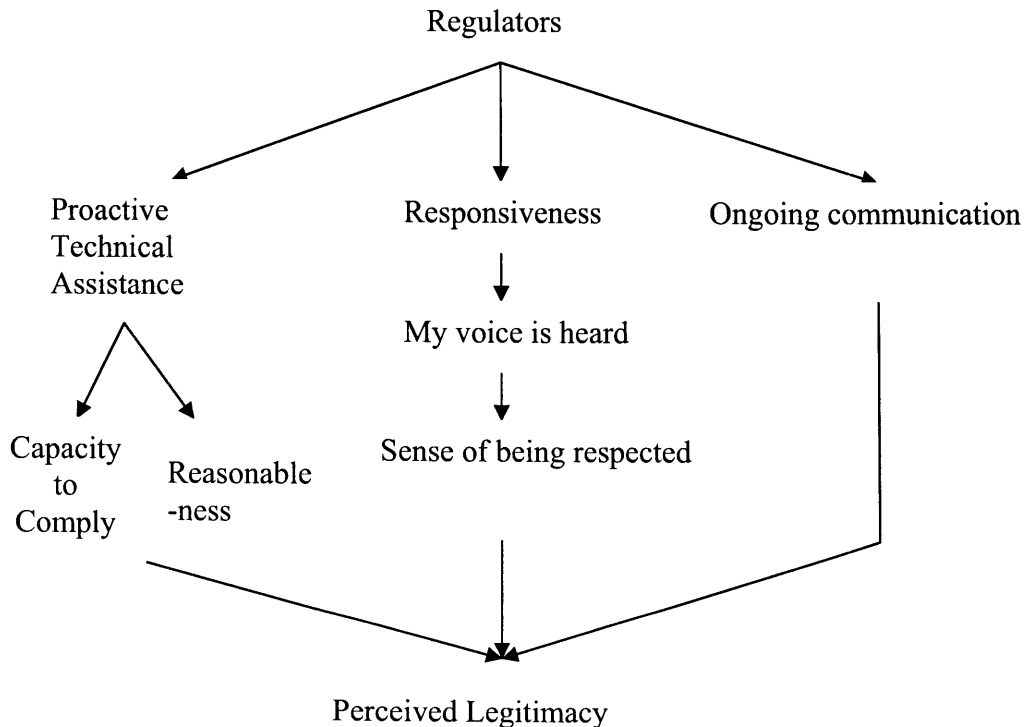 Regulators
Proactive
Technical
Assistance
Responsiveness
Ongoing communication
My voice is heard
Capacity
to
Comply
Reasonable
-ness
Sense of being respected
Perceived Legitimacy